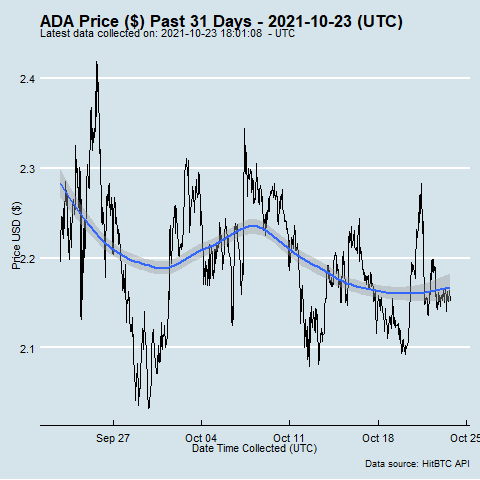 ADA Price ($) Past 31 Days - 2021-10-23 (UTC)
Latest data collected on: 2021-10-23 18:01:08 - UTC
2.4
2.3
2.2
2.1
Price USD ($)
Sep 27 Oct 04 Oct 11 Oct 18 Oct 25
Date Time Collected (UTC)
Data source: HitBTC API